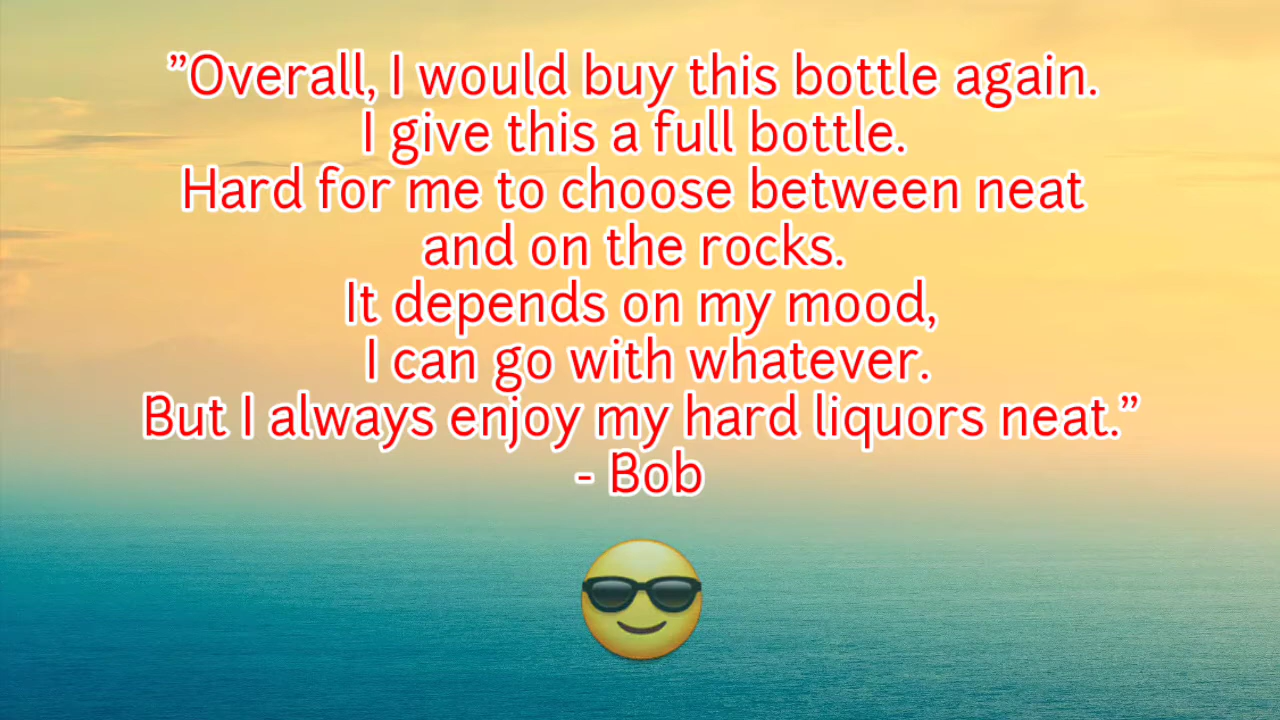 ”Overall, I would buy this bottle again.
I give this a full bottle.
Hard for me to choose between neat
and on the rocks.
It depends on my mood,
I can go with whatever.
But I always enjoy my hard liquors neat.”
- Bob